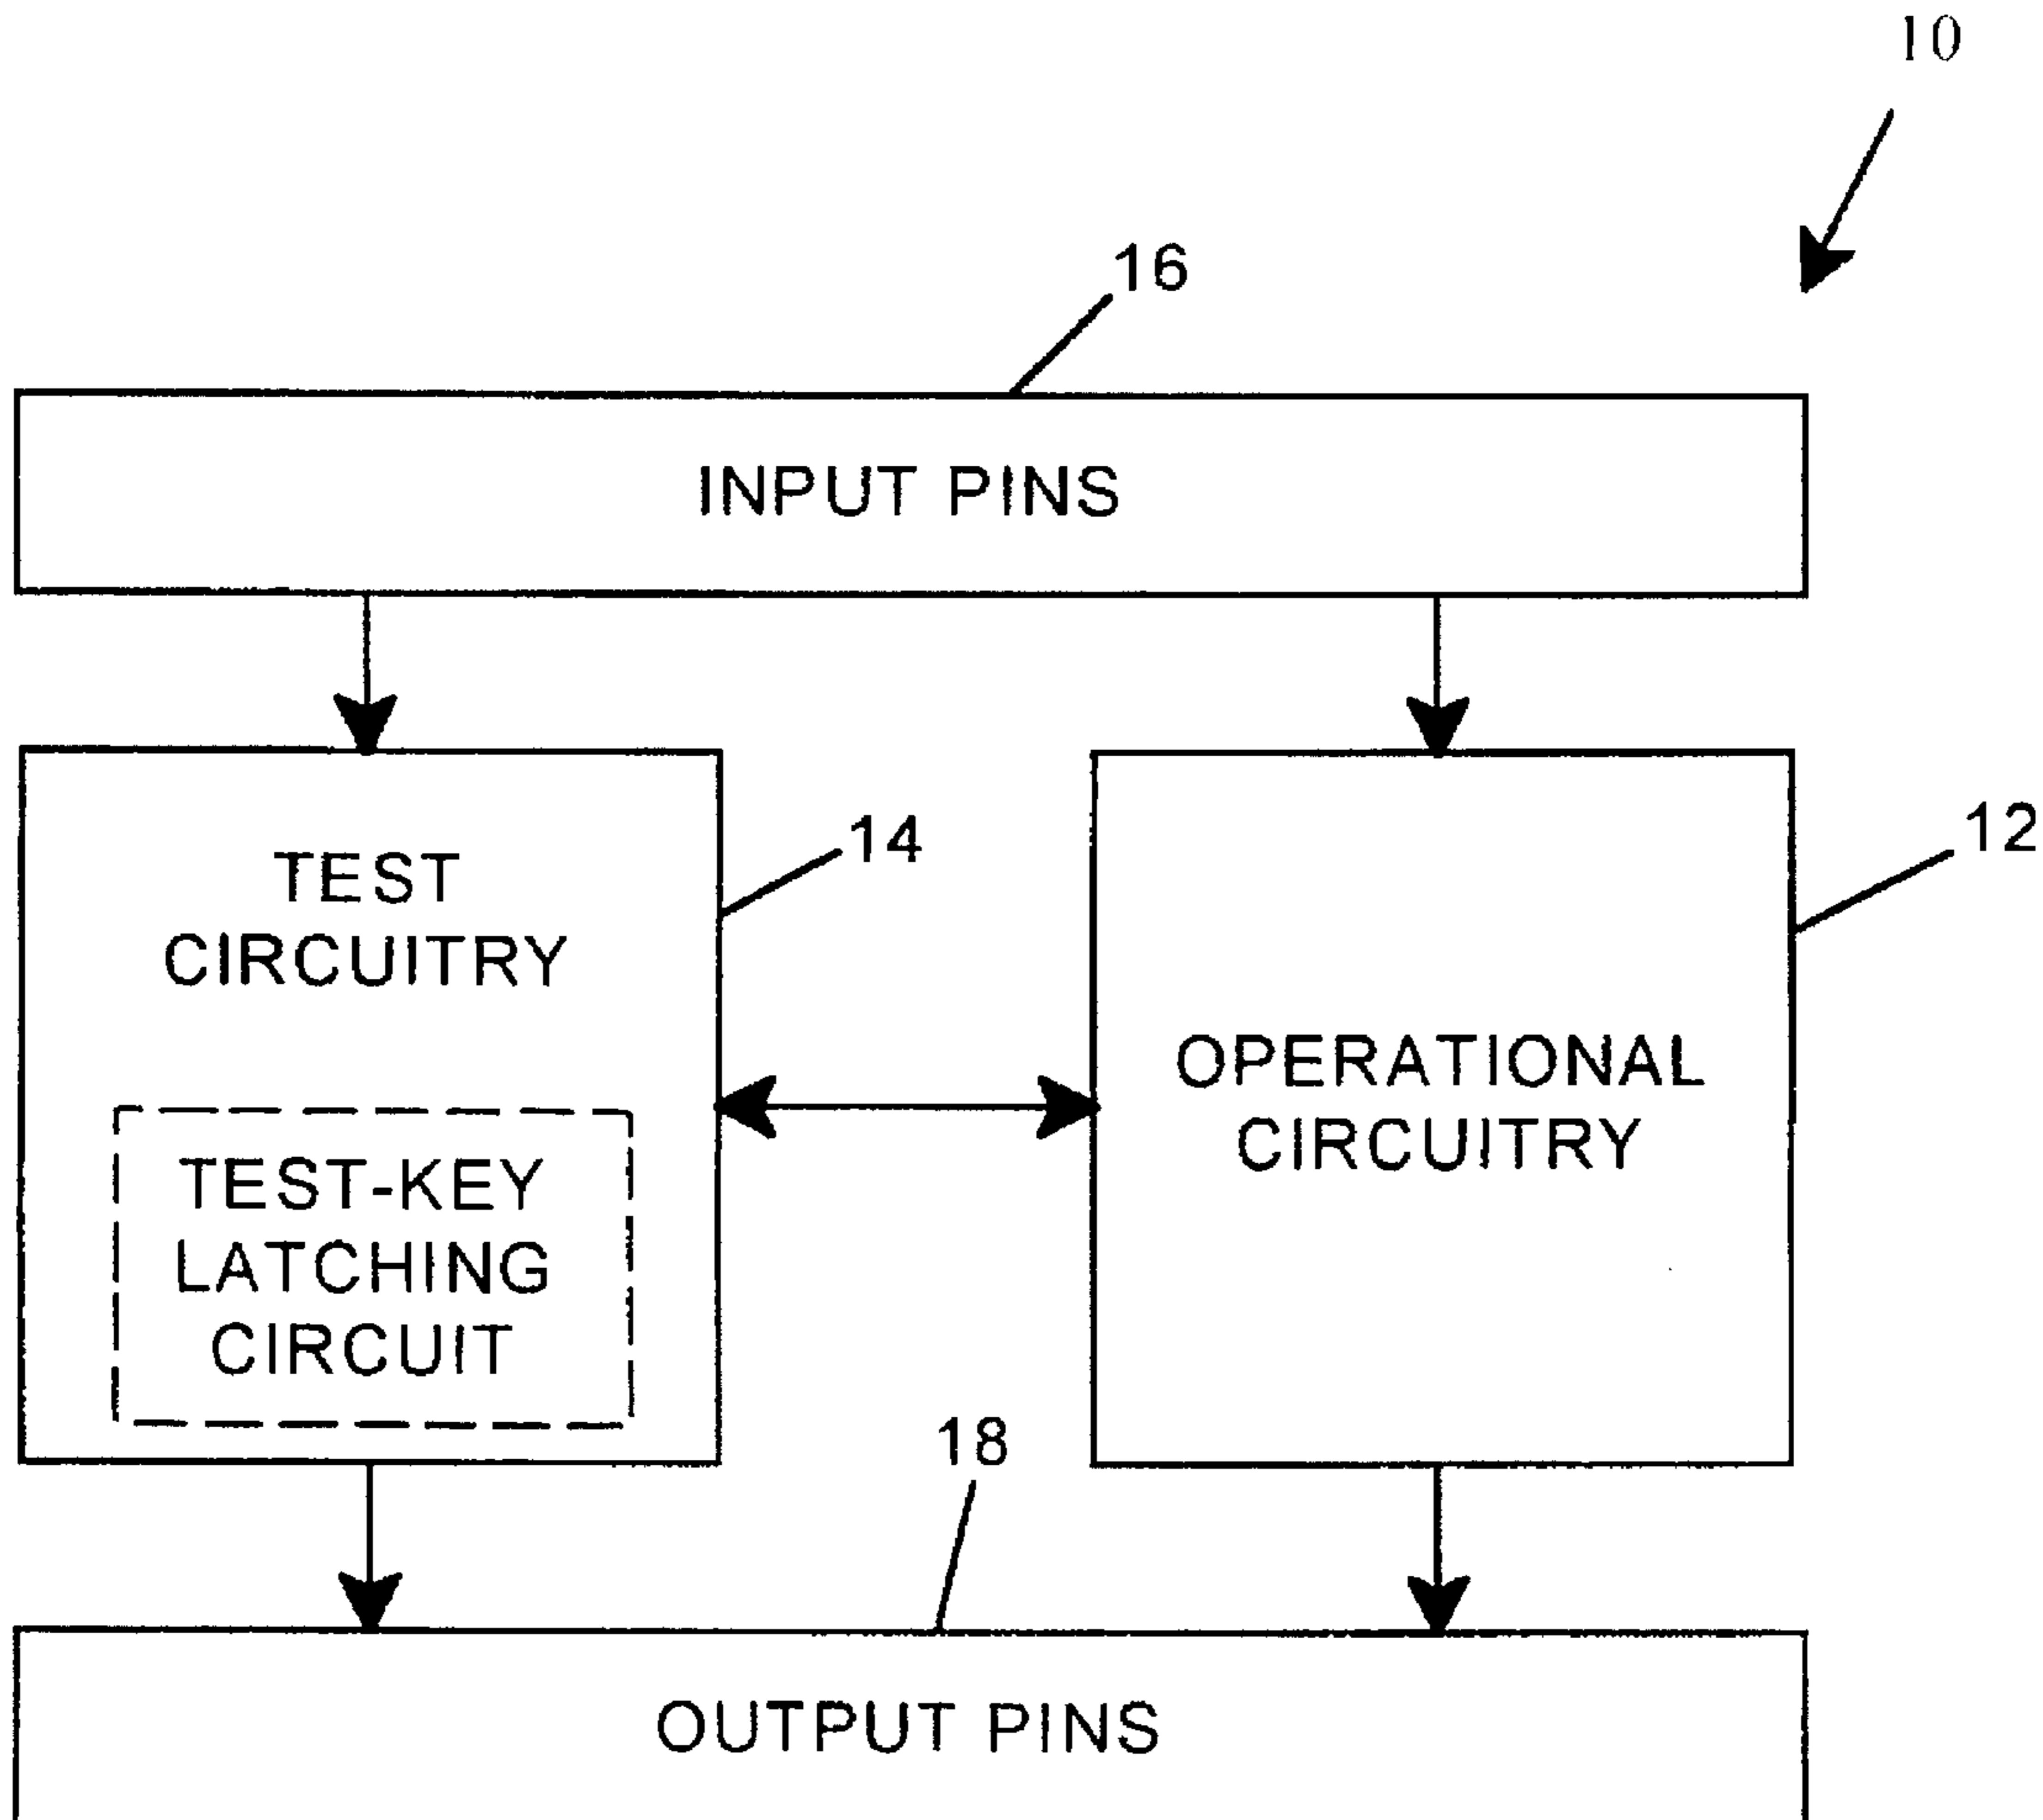 10
16
INPUT PINS
14
12
TEST
CIRCUITRY
OPERATIONAL
CIRCUITRY
TEST-KEY
LATCHING
CIRCUIT
18
OUTPUT PINS